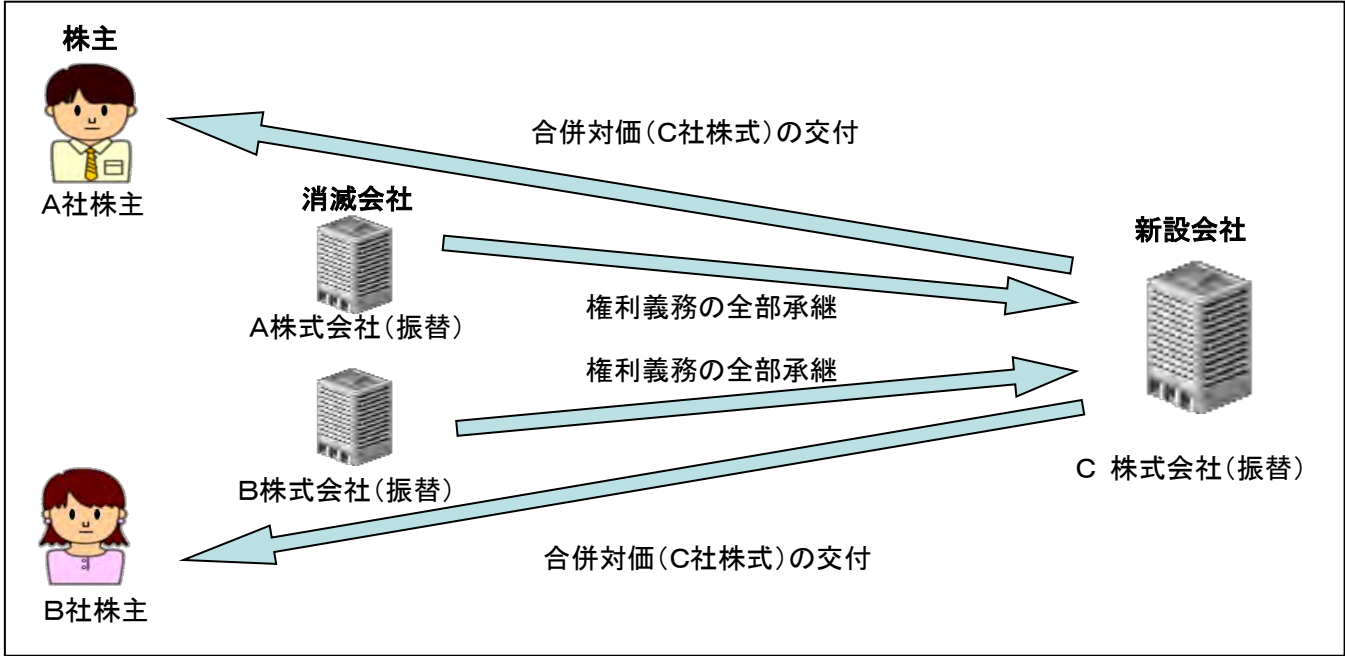 株主
合併対価(C社株式)の交付
A社株主
消滅会社
新設会社
権利義務の全部承継
A株式会社(振替)
権利義務の全部承継
B株式会社(振替)
C 株式会社(振替)
合併対価(C社株式)の交付
B社株主